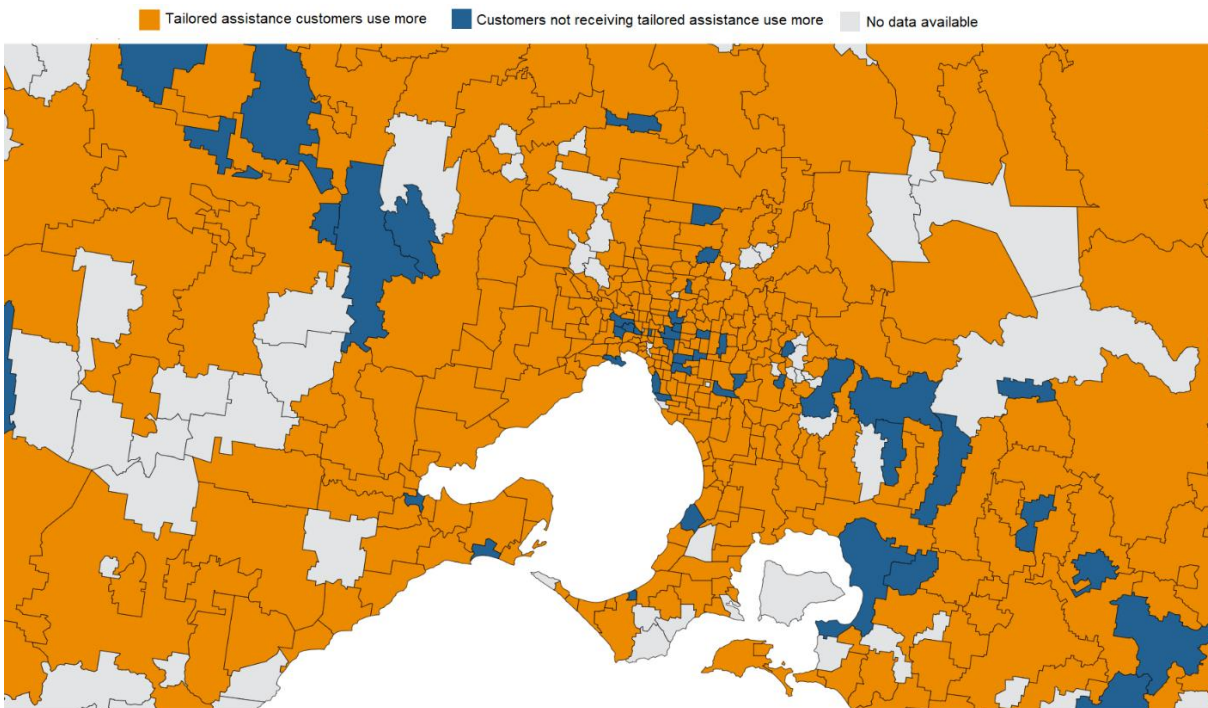 Tailored assistance customers use more
Customers not receiving tailored assistance use more
No data available